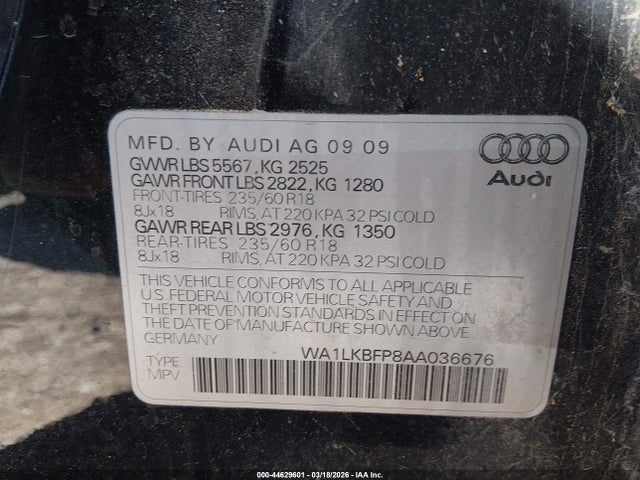 MFD. BY AUDI AG 09 09
GVWR LBS 5567, KG 2525
GAWR FRONT LBS 2822, KG 1280
FRONT-TIRES 235/60 R18
8Jx18 RIMS, AT 220 KPA 32 PSI COLD
GAWR REAR LBS 2976, KG 1350
REAR-TIRES 235/60 R18
8Jx18 RIMS, AT 220 KPA 32 PSI COLD
THIS VEHICLE CONFORMS TO ALL APPLICABLE
U.S. FEDERAL MOTOR VEHICLE SAFETY AND
THEFT PREVENTION STANDARDS IN EFFECT ON
THE DATE OF MANUFACTURE SHOWN ABOVE
GERMANY
Audi
TYPE:
MPV
WA1LKBFP8AA036676
000-44629601 - 03/18/2026 - IAA Inc.